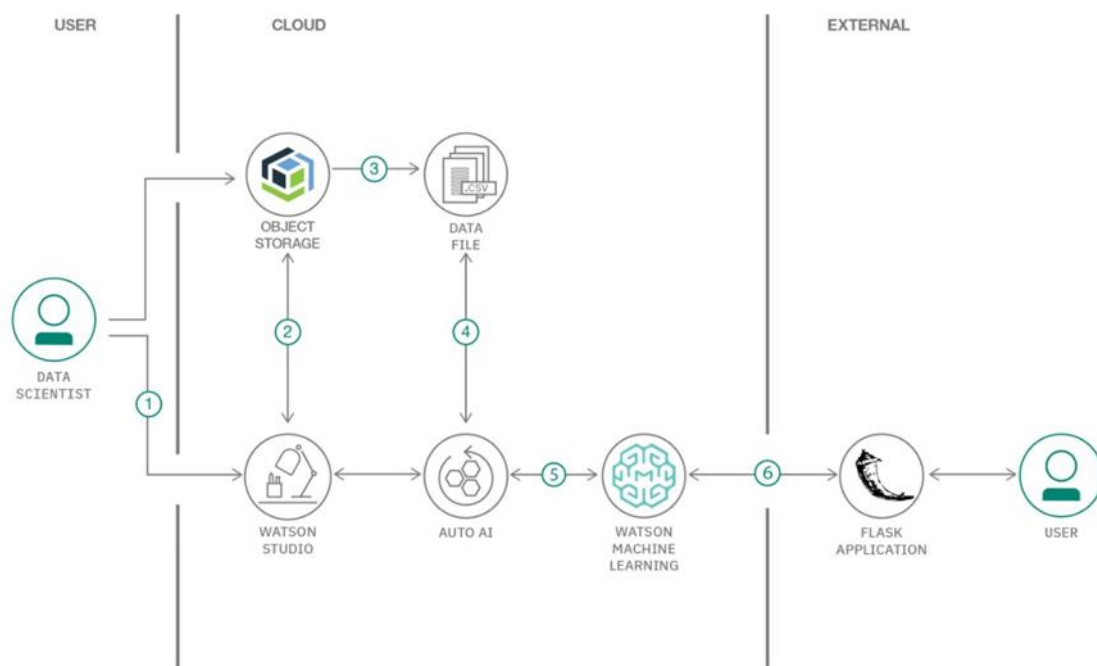 USER
CLOUD
EXTERNAL
3
.CSV
OBJECT
STORAGE
DATA
FILE
2
4
DATA
SCIENTIST
1
5
6
WATSON
STUDIO
AUTO AI
WATSON
MACHINE
LEARNING
FLASK
APPLICATION
USER